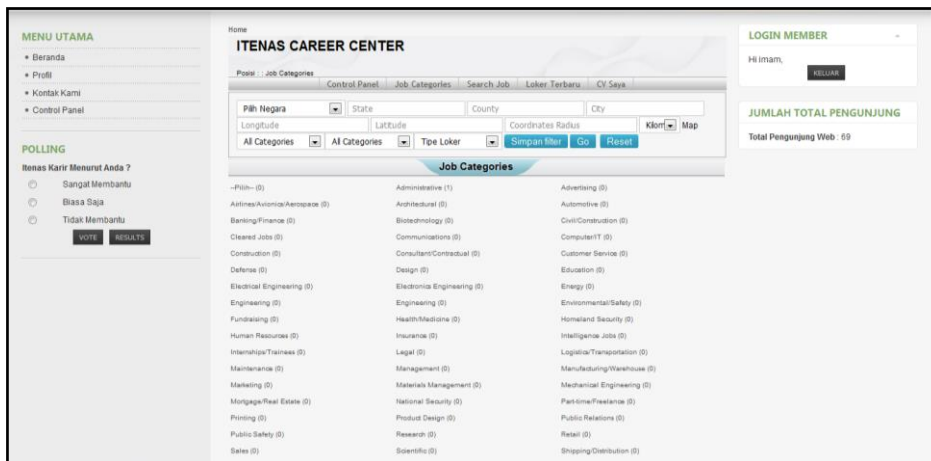 MENU UTAMA
Beranda
Profil
Kontak Kami
Control Panel
POLLING
Itenas Karir Menurut Anda ?
Sangat Membantu
Biasa Saja
Tidak Membantu
VOTE RESULTS
Home
ITENAS CAREER CENTER
Posisi : : Job Categories
Control Panel Job Categories Search Job Loker Terbaru CV Saya
Pilih Negara State County City
Longitude Latitude Coordinates Radius Kilom Map
All Categories All Categories Tipe Loker Simpan filter Go Reset
Job Categories
--Pilih-- (0) Administrative (1) Advertising (0)
Airlines/Avionics/Aerospace (0) Architectural (0) Automotive (0)
Banking/Finance (0) Biotechnology (0) Civil/Construction (0)
Cleared Jobs (0) Communications (0) Computer/IT (0)
Construction (0) Consultant/Contractual (0) Customer Service (0)
Defense (0) Design (0) Education (0)
Electrical Engineering (0) Electronics Engineering (0) Energy (0)
Engineering (0) Engineering (0) Environmental/Safety (0)
Fundraising (0) Health/Medicine (0) Homeland Security (0)
Human Resources (0) Insurance (0) Intelligence Jobs (0)
Internships/Trainees (0) Legal (0) Logistics/Transportation (0)
Maintenance (0) Management (0) Manufacturing/Warehouse (0)
Marketing (0) Materials Management (0) Mechanical Engineering (0)
Mortgage/Real Estate (0) National Security (0) Part-time/Freelance (0)
Printing (0) Product Design (0) Public Relations (0)
Public Safety (0) Research (0) Retail (0)
Sales (0) Scientific (0) Shipping/Distribution (0)
LOGIN MEMBER -
Hi imam,
KELUAR
JUMLAH TOTAL PENGUNJUNG
Total Pengunjung Web : 69